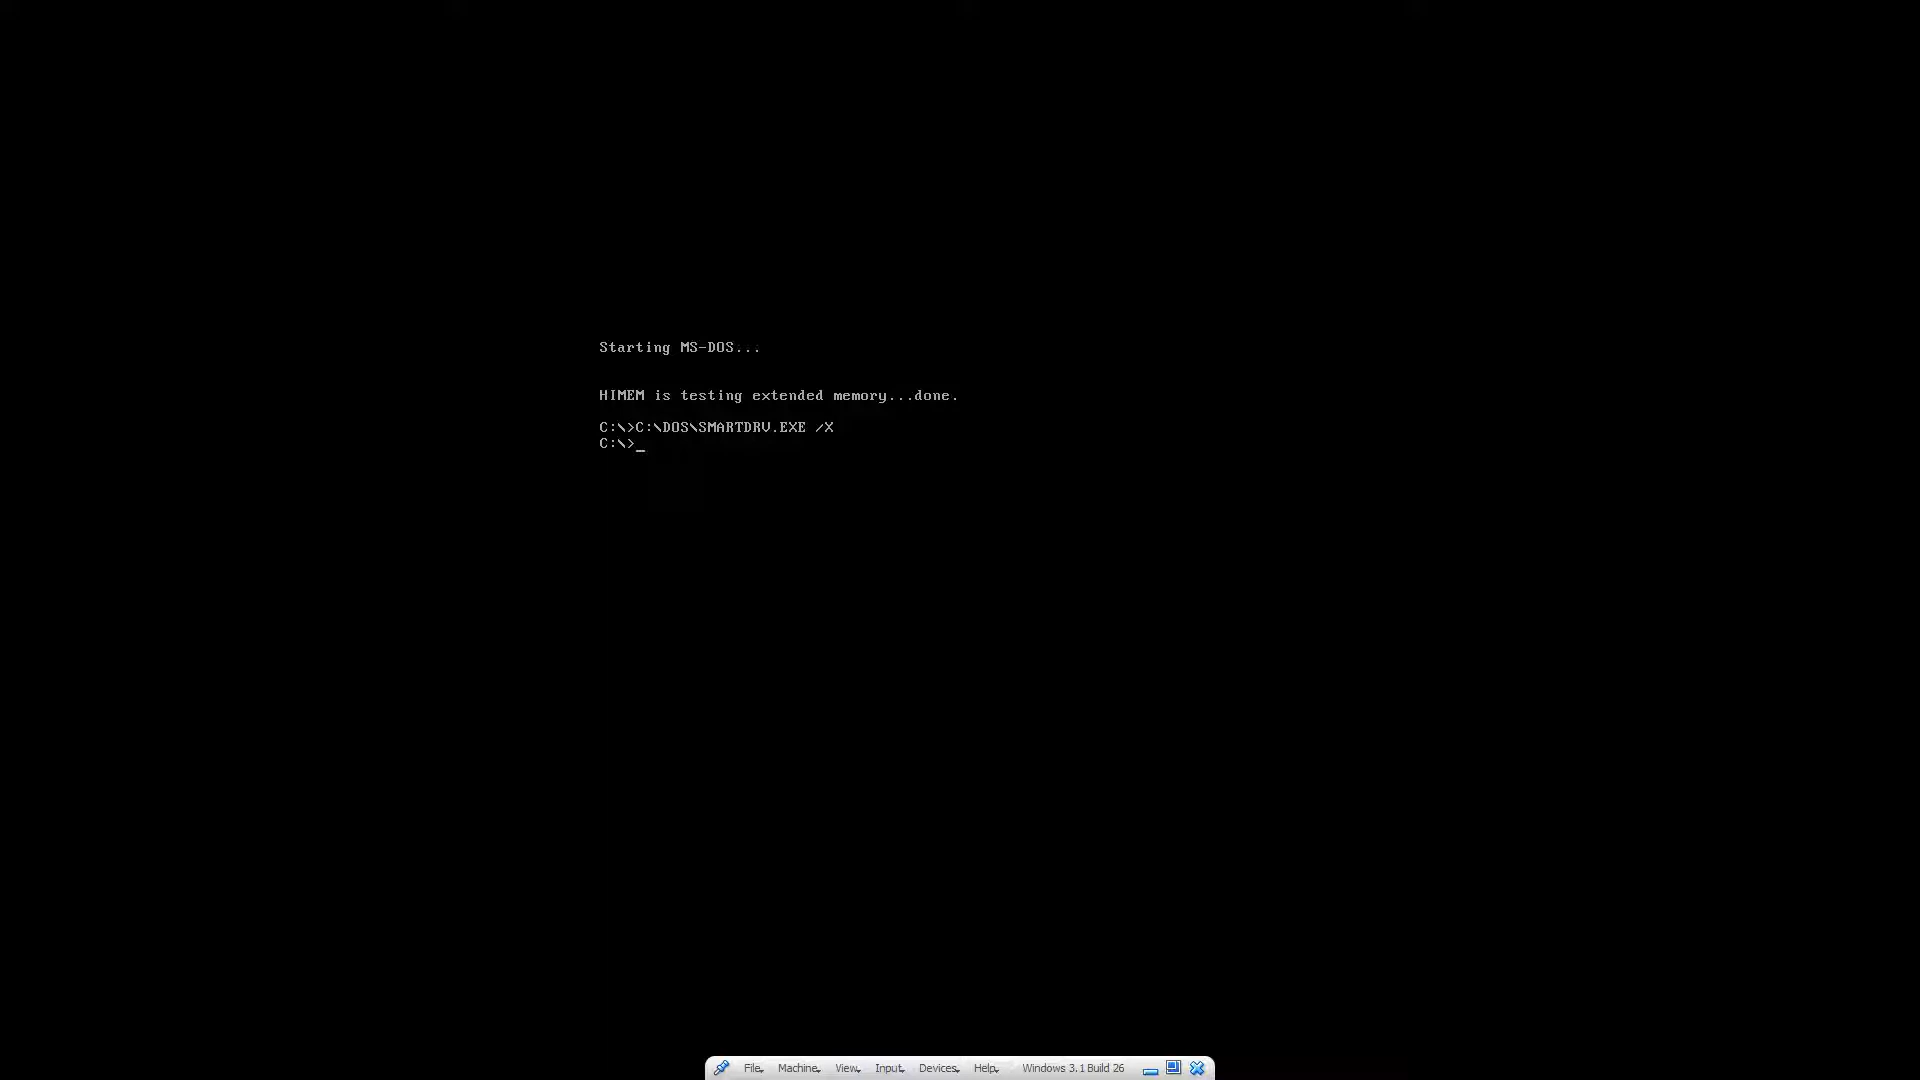 Starting MS-DOS...
HIMEM is testing extended memory...done.
C:\>C:\DOS\SMARTDRV.EXE /X
C:\>_
File Machine View Input Devices Help Windows 3.1 Build 26